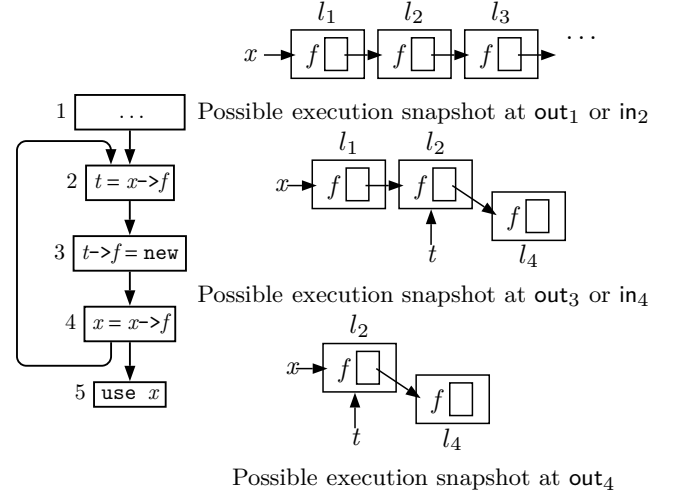 l1 l2 l3
x f f f ...
1 ...
Possible execution snapshot at out1 or in2
l1 l2
2 t = x->f
x f f
f
3 t->f = new
t l4
Possible execution snapshot at out3 or in4
4 x = x->f
l2
x f
5 use x
f
t l4
Possible execution snapshot at out4